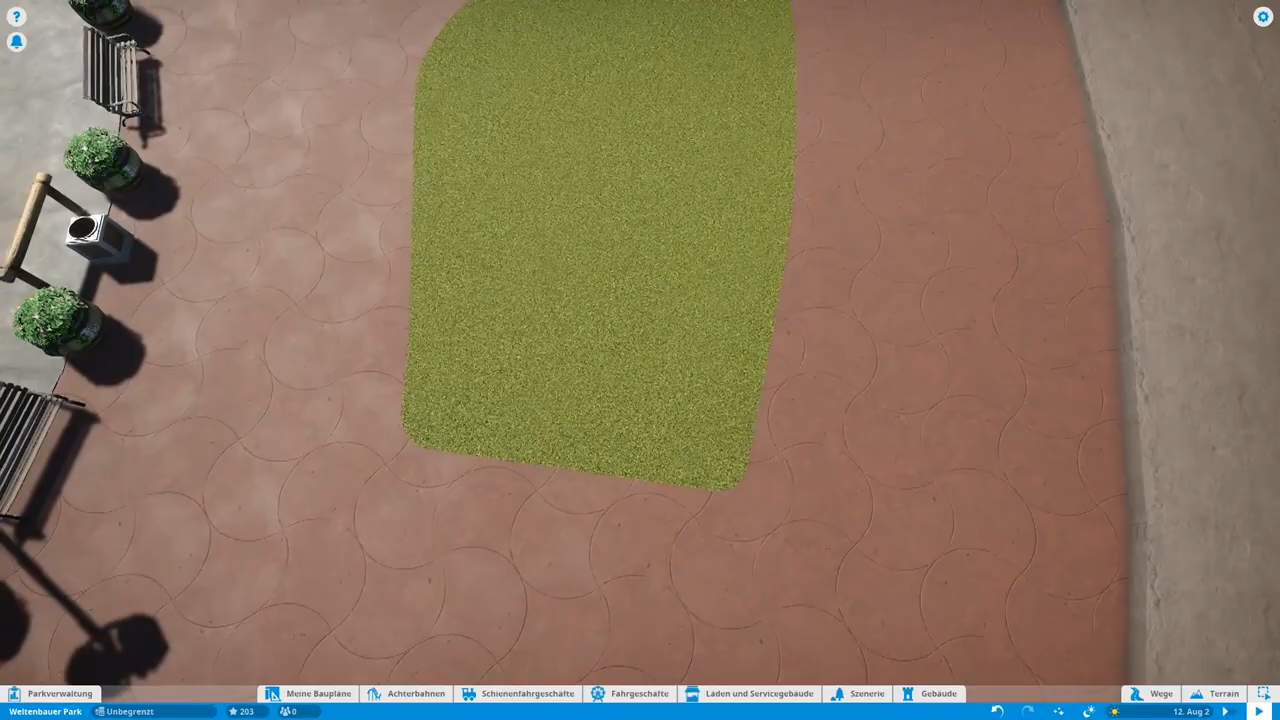 ?
Parkverwaltung
Meine Baupläne
Achterbahnen
Schienenfahrgeschäfte
Fahrgeschäfte
Läden und Servicegebäude
Szenerie
Gebäude
Wege
Terrain
Weltenbauer Park
Unbegrenzt
203
0
12. Aug 2